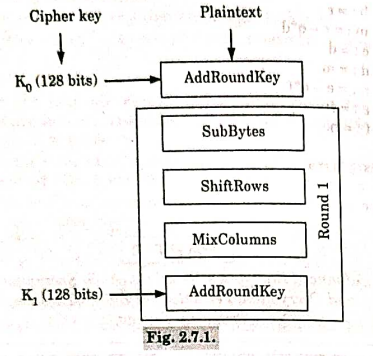 Cipher key
Plaintext
K₀ (128 bits)
AddRoundKey
SubBytes
ShiftRows
MixColumns
Round 1
K₁ (128 bits)
AddRoundKey
Fig. 2.7.1.